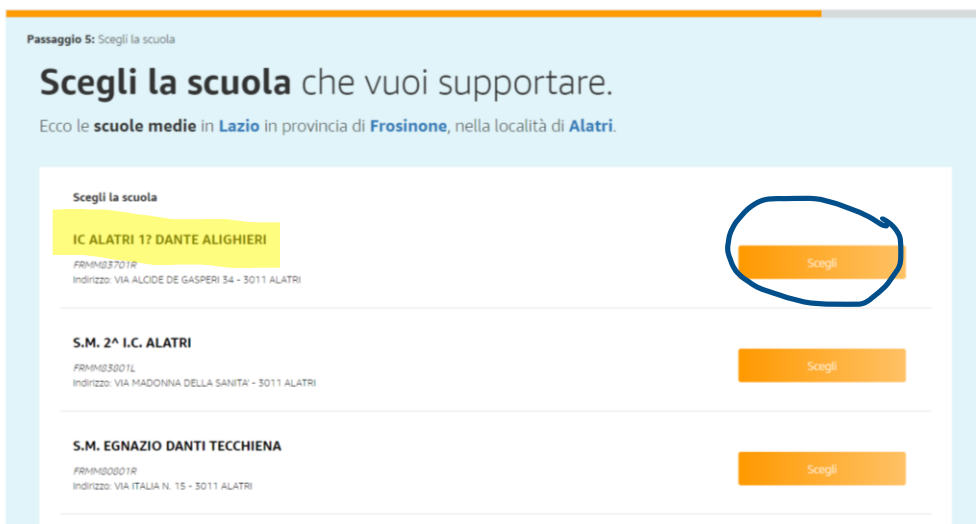 Passaggio 5: Scegli la scuola
Scegli la scuola che vuoi supportare.
Ecco le scuole medie in Lazio in provincia di Frosinone, nella località di Alatri.
Scegli la scuola
IC ALATRI 1? DANTE ALIGHIERI
FRMM83701R
Indirizzo: VIA ALCIDE DE GASPERI 34 - 3011 ALATRI
Scegli
S.M. 2^ I.C. ALATRI
FRMM83801L
Indirizzo: VIA MADONNA DELLA SANITA' - 3011 ALATRI
Scegli
S.M. EGNAZIO DANTI TECCHIENA
FRMM80801R
Indirizzo: VIA ITALIA N. 15 - 3011 ALATRI
Scegli